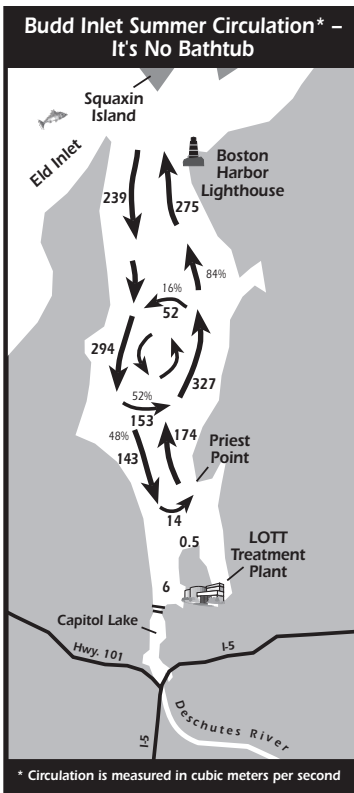 Budd Inlet Summer Circulation* –
It's No Bathtub
Squaxin
Island
Eld Inlet
Boston
Harbor
Lighthouse
239
275
84%
16%
52
294
327
52%
153
48%
143
174
Priest
Point
14
0.5
LOTT
Treatment
Plant
6
Capitol Lake
Hwy. 101
I-5
I-5
Deschutes River
* Circulation is measured in cubic meters per second